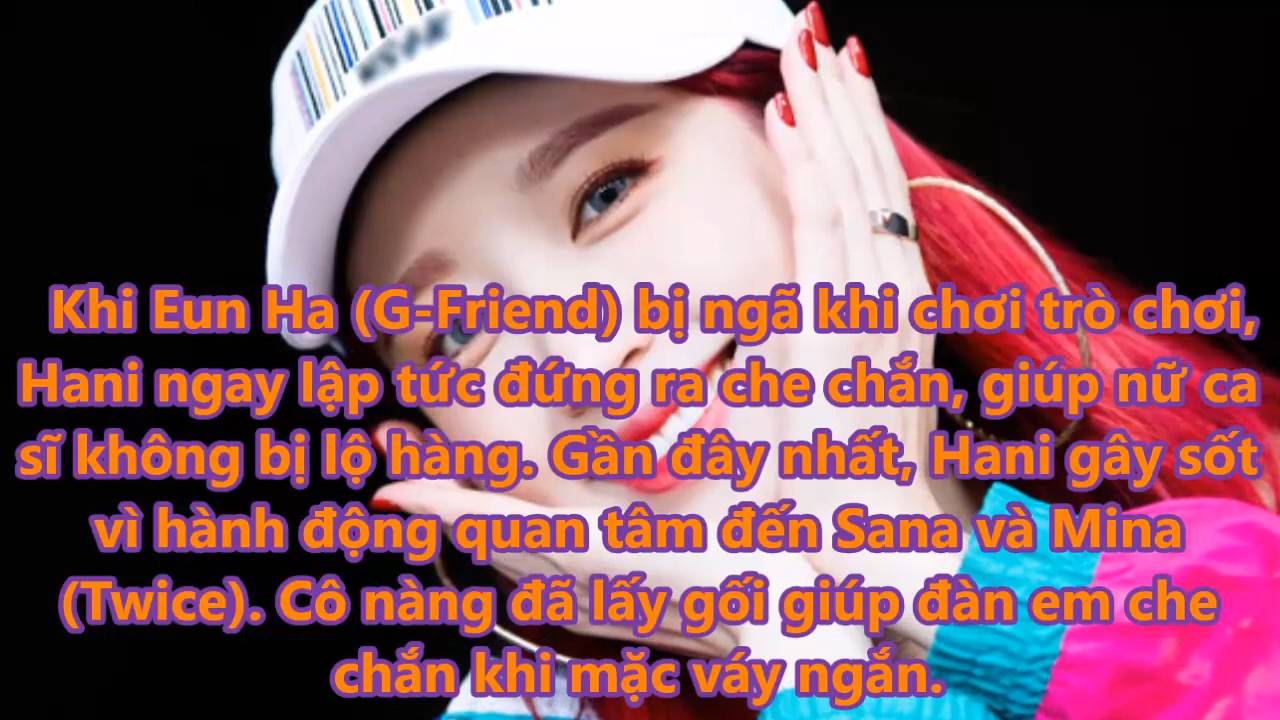 Khi Eun Ha (G-Friend) bị ngã khi chơi trò chơi,
Hani ngay lập tức đứng ra che chắn, giúp nữ ca
sĩ không bị lộ hàng. Gần đây nhất, Hani gây sốt
vì hành động quan tâm đến Sana và Mina
(Twice). Cô nàng đã lấy gối giúp đàn em che
chắn khi mặc váy ngắn.